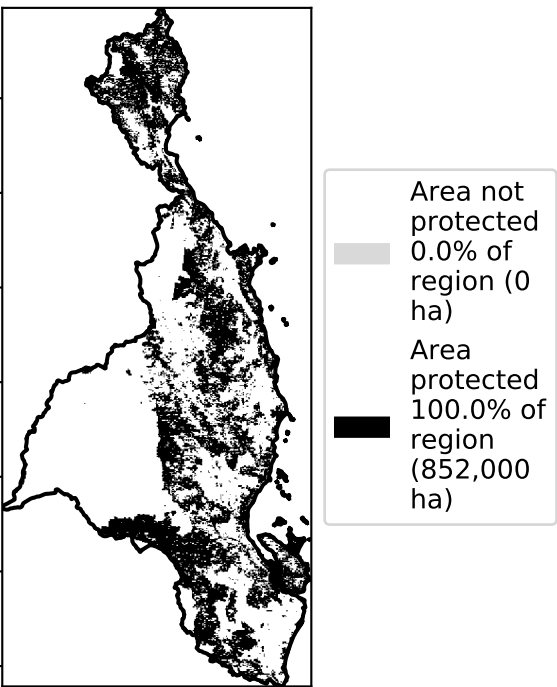 Area not
protected
0.0% of
region (0
ha)
Area
protected
100.0% of
region
(852,000
ha)